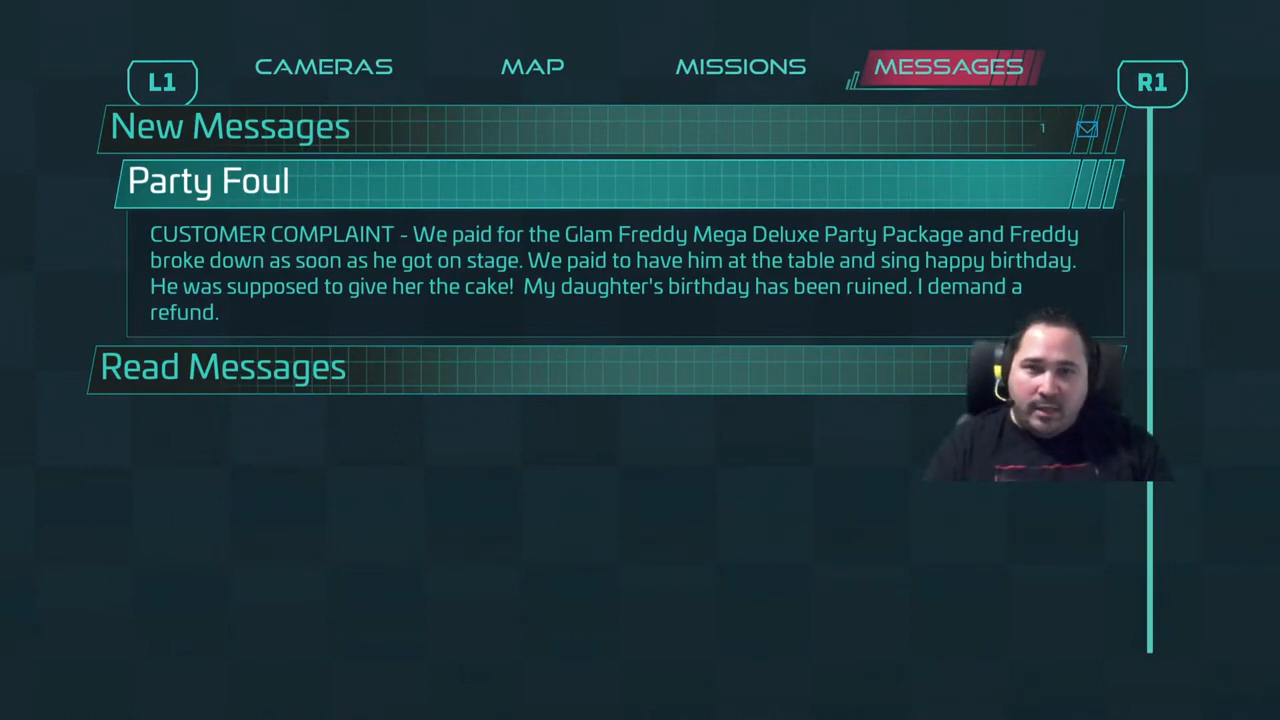 L1
CAMERAS
MAP
MISSIONS
MESSAGES
R1
New Messages
1
Party Foul
CUSTOMER COMPLAINT - We paid for the Glam Freddy Mega Deluxe Party Package and Freddy
broke down as soon as he got on stage. We paid to have him at the table and sing happy birthday.
He was supposed to give her the cake!  My daughter's birthday has been ruined. I demand a
refund.
Read Messages